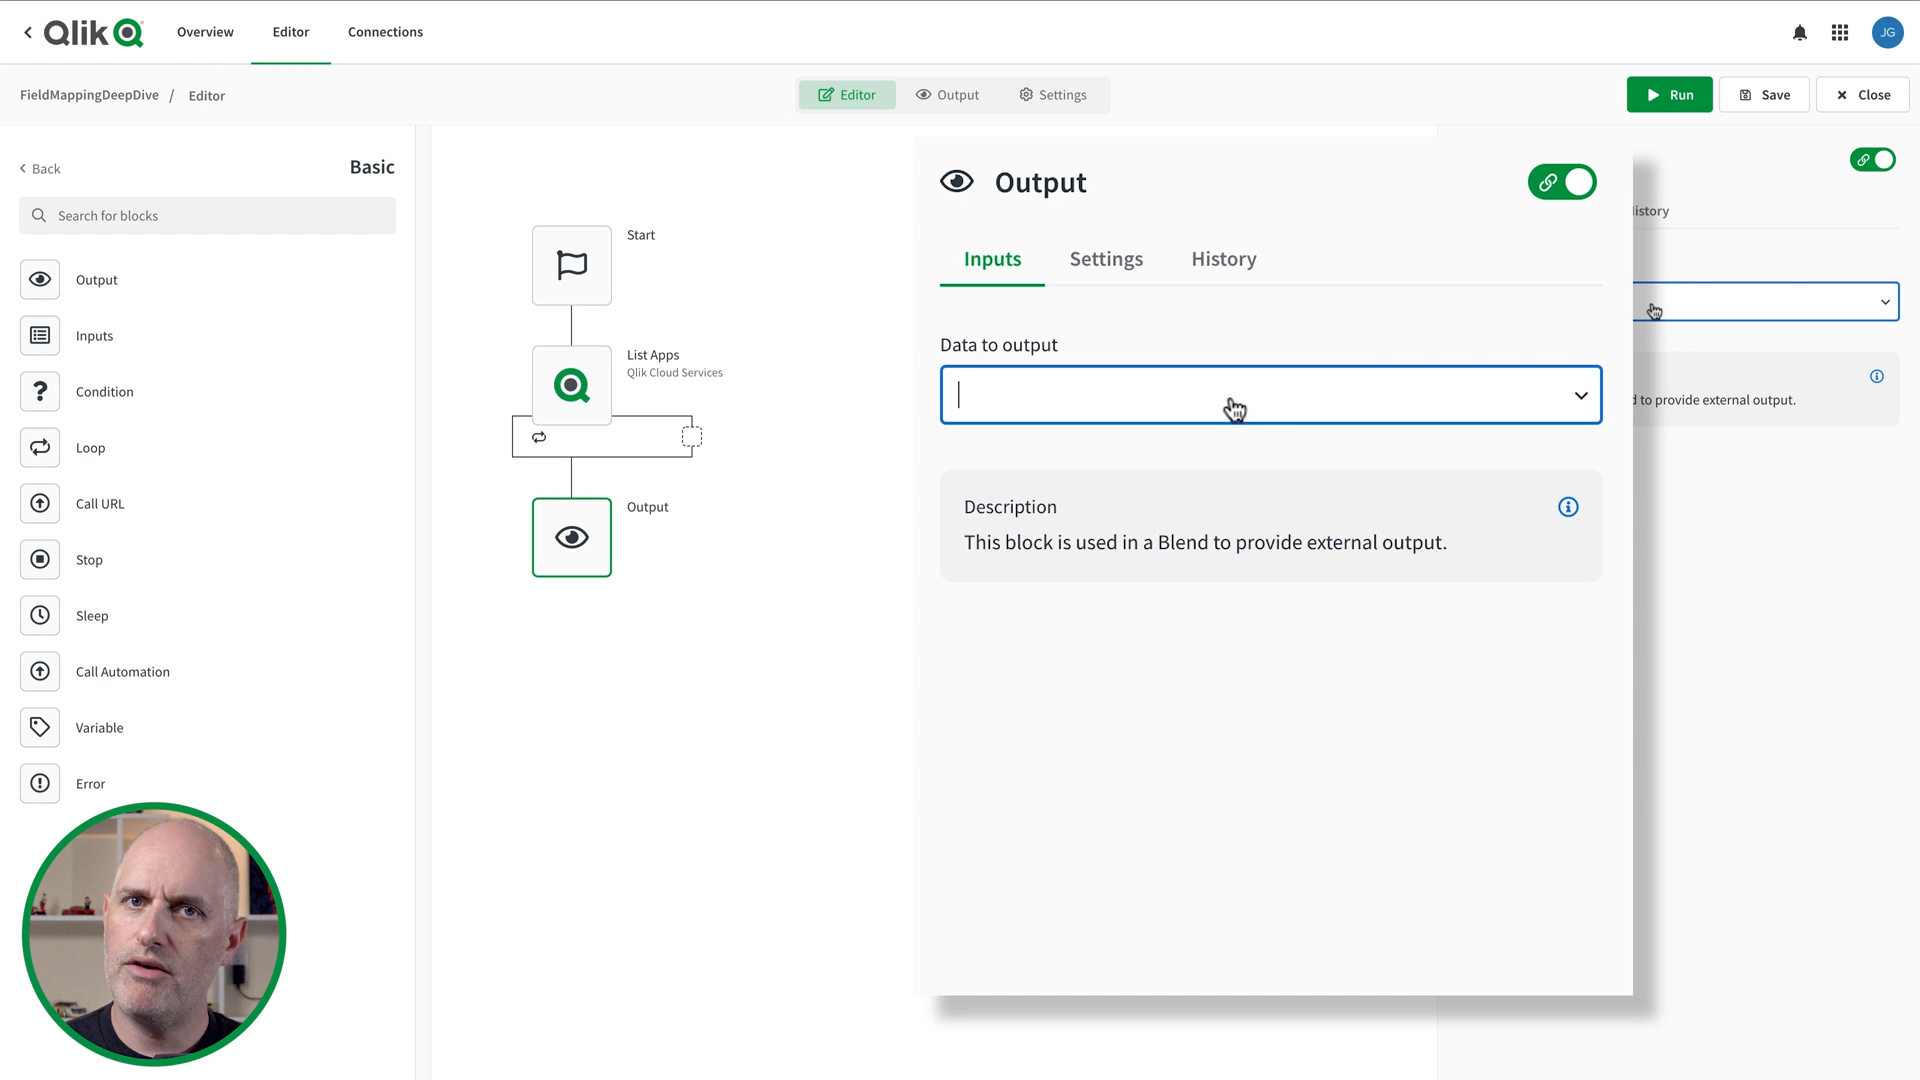 Qlik
Overview
Editor
Connections
JG
FieldMappingDeepDive / Editor
Editor
Output
Settings
Run
Save
Close
Back
Basic
Search for blocks
Output
Inputs
Condition
Loop
Call URL
Stop
Sleep
Call Automation
Variable
Error
Start
List Apps
Qlik Cloud Services
Output
Output
Inputs
Settings
History
Data to output
Description
This block is used in a Blend to provide external output.
istory
d to provide external output.